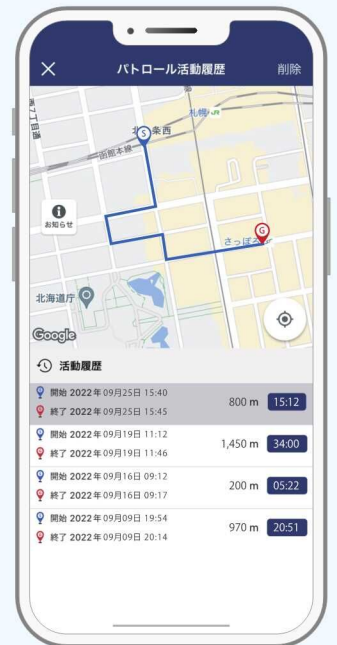 パトロール活動履歴
削除
西7丁目通
札幌JR
北 条西
S
函館本線
お知らせ
G
さっぽろ
北海道庁
Google
活動履歴
開始 2022年09月25日 15:40
終了 2022年09月25日 15:45
800 m
15:12
開始 2022年09月19日 11:12
終了 2022年09月19日 11:46
1,450 m
34:00
開始 2022年09月16日 09:12
終了 2022年09月16日 09:17
200 m
05:22
開始 2022年09月09日 19:54
終了 2022年09月09日 20:14
970 m
20:51